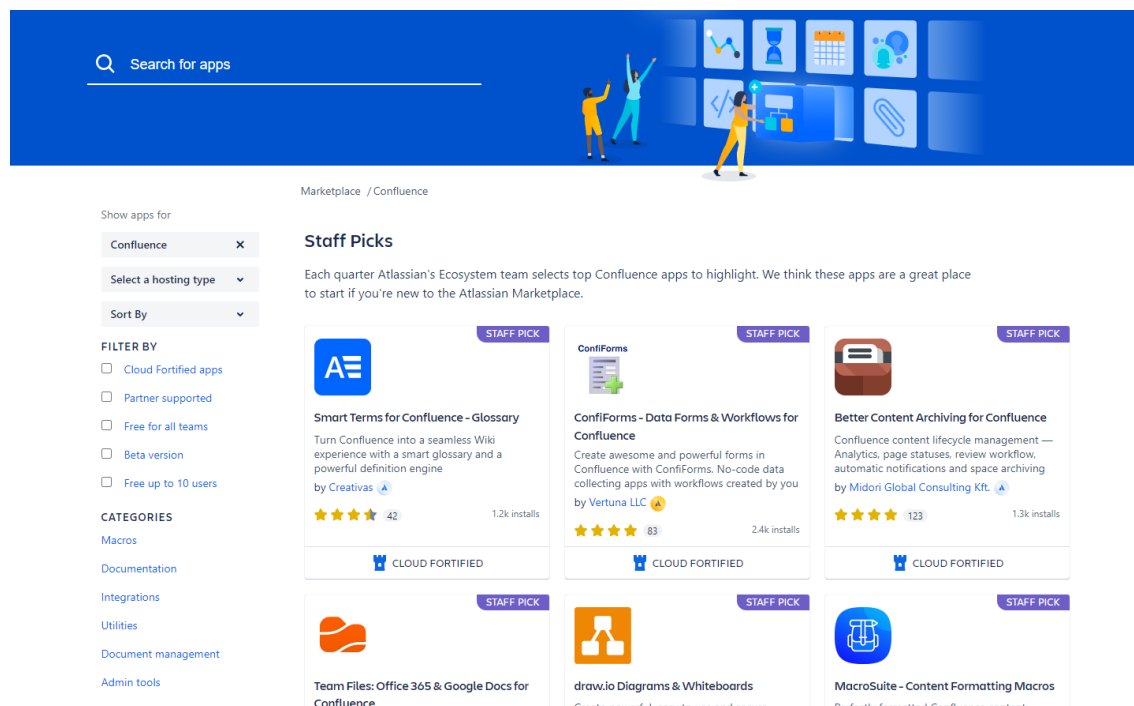 Search for apps
Marketplace / Confluence
Show apps for
Confluence
Select a hosting type
Sort By
FILTER BY
Cloud Fortified apps
Partner supported
Free for all teams
Beta version
Free up to 10 users
CATEGORIES
Macros
Documentation
Integrations
Utilities
Document management
Admin tools
Staff Picks
Each quarter Atlassian's Ecosystem team selects top Confluence apps to highlight. We think these apps are a great place
to start if you're new to the Atlassian Marketplace.
STAFF PICK
Smart Terms for Confluence - Glossary
Turn Confluence into a seamless Wiki
experience with a smart glossary and a
powerful definition engine
by Creativas
42
1.2k installs
CLOUD FORTIFIED
STAFF PICK
ConfiForms
ConfiForms - Data Forms & Workflows for
Confluence
Create awesome and powerful forms in
Confluence with ConfiForms. No-code data
collecting apps with workflows created by you
by Vertuna LLC
83
2.4k installs
CLOUD FORTIFIED
STAFF PICK
Better Content Archiving for Confluence
Confluence content lifecycle management —
Analytics, page statuses, review workflow,
automatic notifications and space archiving
by Midori Global Consulting Kft.
123
1.3k installs
CLOUD FORTIFIED
STAFF PICK
Team Files: Office 365 & Google Docs for
Confluence
STAFF PICK
draw.io Diagrams & Whiteboards
STAFF PICK
MacroSuite - Content Formatting Macros